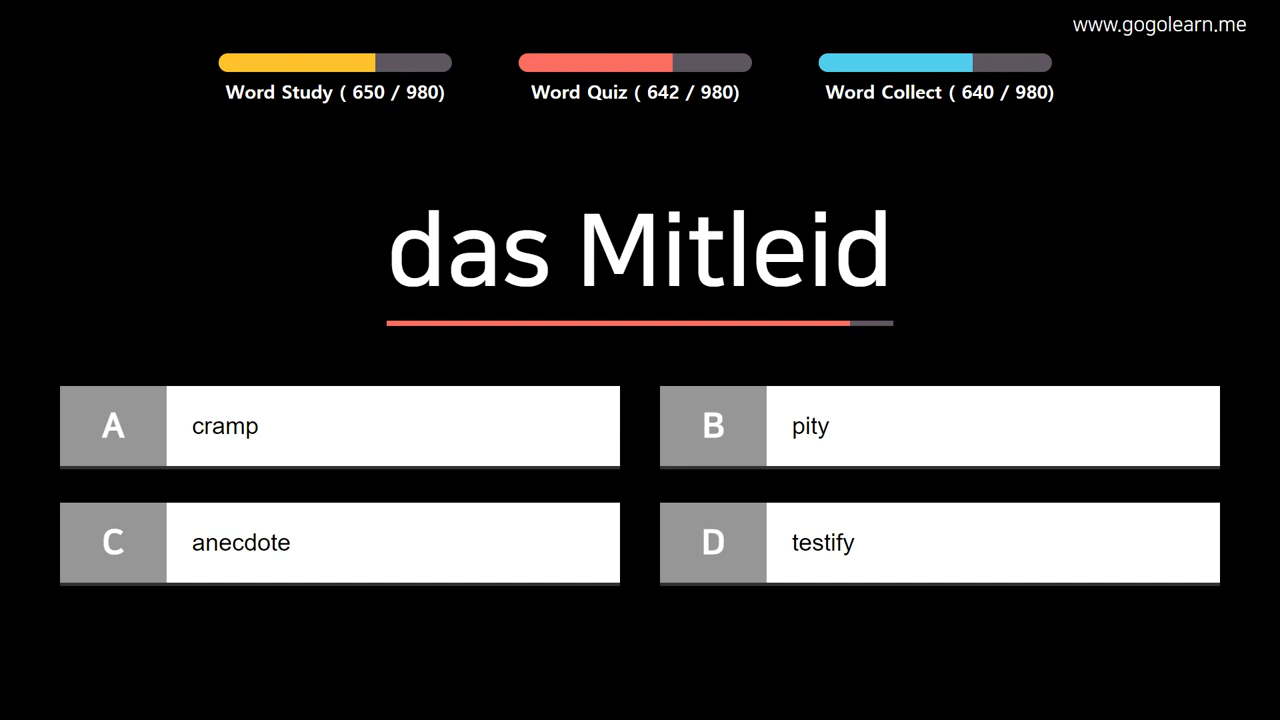 www.gogolearn.me
Word Study ( 650 / 980)
Word Quiz ( 642 / 980)
Word Collect ( 640 / 980)
das Mitleid
A cramp
B pity
C anecdote
D testify